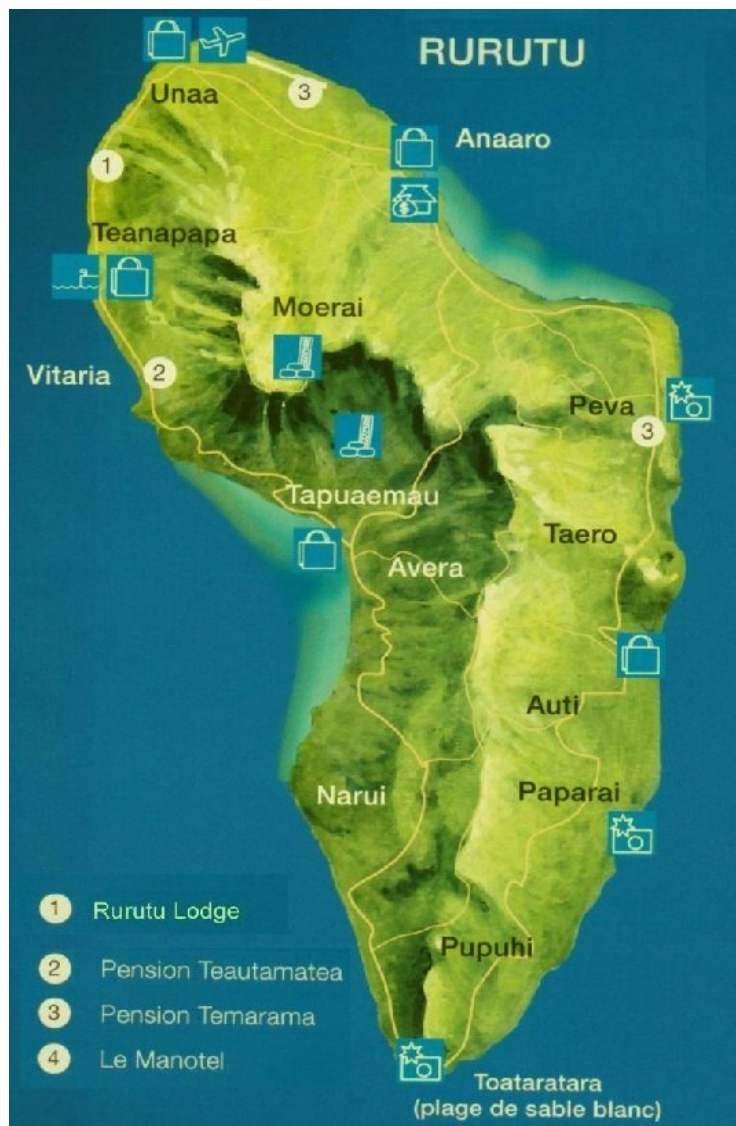 RURUTU
Unaa
3
Anaaro
1
Teanapapa
Moerai
Vitaria
2
Peva
3
Tapuaemau
Taero
Avera
Auti
Narui
Paparai
Pupuhi
1 Rurutu Lodge
2 Pension Teautamatea
3 Pension Temarama
4 Le Manotel
Toataratara
(plage de sable blanc)
$